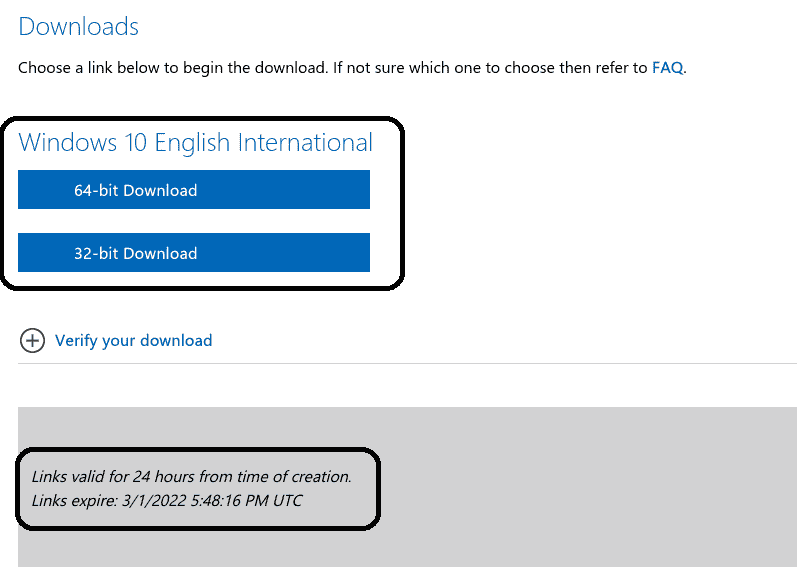 Downloads
Choose a link below to begin the download. If not sure which one to choose then refer to FAQ.
Windows 10 English International
64-bit Download
32-bit Download
Verify your download
Links valid for 24 hours from time of creation.
Links expire: 3/1/2022 5:48:16 PM UTC